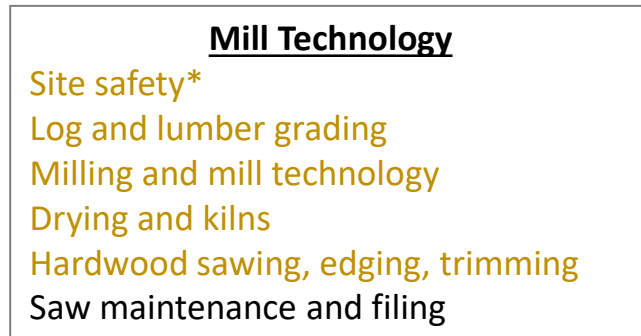 Mill Technology
Site safety*
Log and lumber grading
Milling and mill technology
Drying and kilns
Hardwood sawing, edging, trimming
Saw maintenance and filing